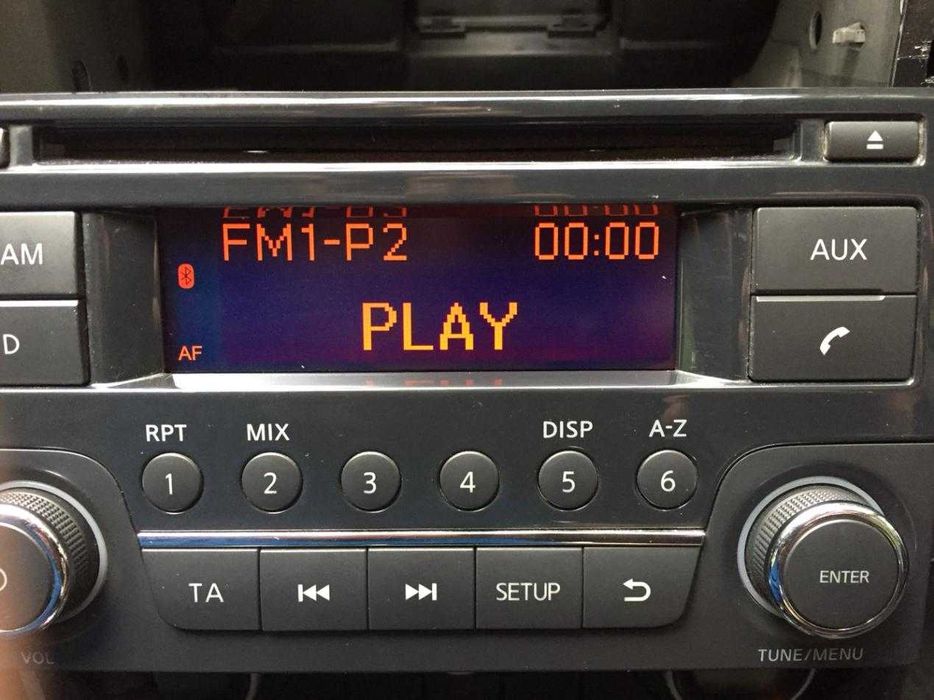 FM1-P2 00:00
AM
AUX
PLAY
D
AF
RPT MIX DISP A-Z
1 2 3 4 5 6
TA SETUP
ENTER
VOL
TUNE/MENU